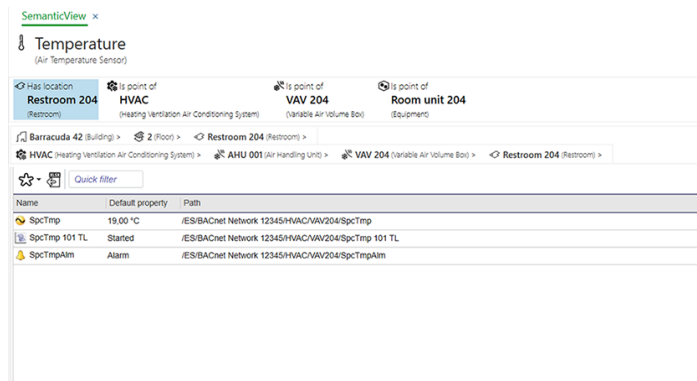 SemanticView ×
Temperature
(Air Temperature Sensor)
Has location Is point of Is point of Is point of
Restroom 204 HVAC VAV 204 Room unit 204
(Restroom) (Heating Ventilation Air Conditioning System) (Variable Air Volume Box) (Equipment)
Barracuda 42 (Building) > 2 (Floor) > Restroom 204 (Restroom) >
HVAC (Heating Ventilation Air Conditioning System) > AHU 001 (Air Handling Unit) > VAV 204 (Variable Air Volume Box) > Restroom 204 (Restroom) >
Quick filter
Name Default property Path
SpcTmp 19,00 °C /ES/BACnet Network 12345/HVAC/VAV204/SpcTmp
SpcTmp 101 TL Started /ES/BACnet Network 12345/HVAC/VAV204/SpcTmp 101 TL
SpcTmpAlm Alarm /ES/BACnet Network 12345/HVAC/VAV204/SpcTmpAlm